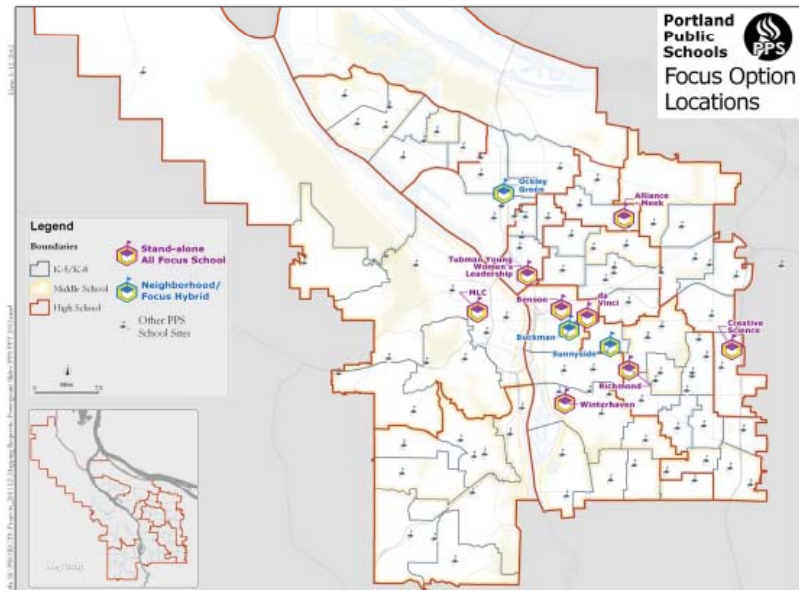 Portland
Public
Schools
PPS
Focus Option
Locations
Ockley
Green
Alliance
Meek
Tubman Young
Women's
Leadership
MLC
Benson
da
Vinci
Buckman
Sunnyside
Creative
Science
Richmond
Winterhaven
Legend
Boundaries
K-5/K-8
Middle School
High School
Stand-alone
All Focus School
Neighborhood/
Focus Hybrid
Other PPS
School Sites
Miles